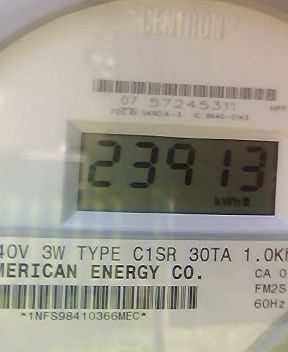 CENTRON
07 57245311
23913
kWh
40V 3W TYPE C1SR 30TA 1.0K
MERICAN ENERGY CO.
CA 0
FM2S
60Hz
*1NFS98410366MEC*